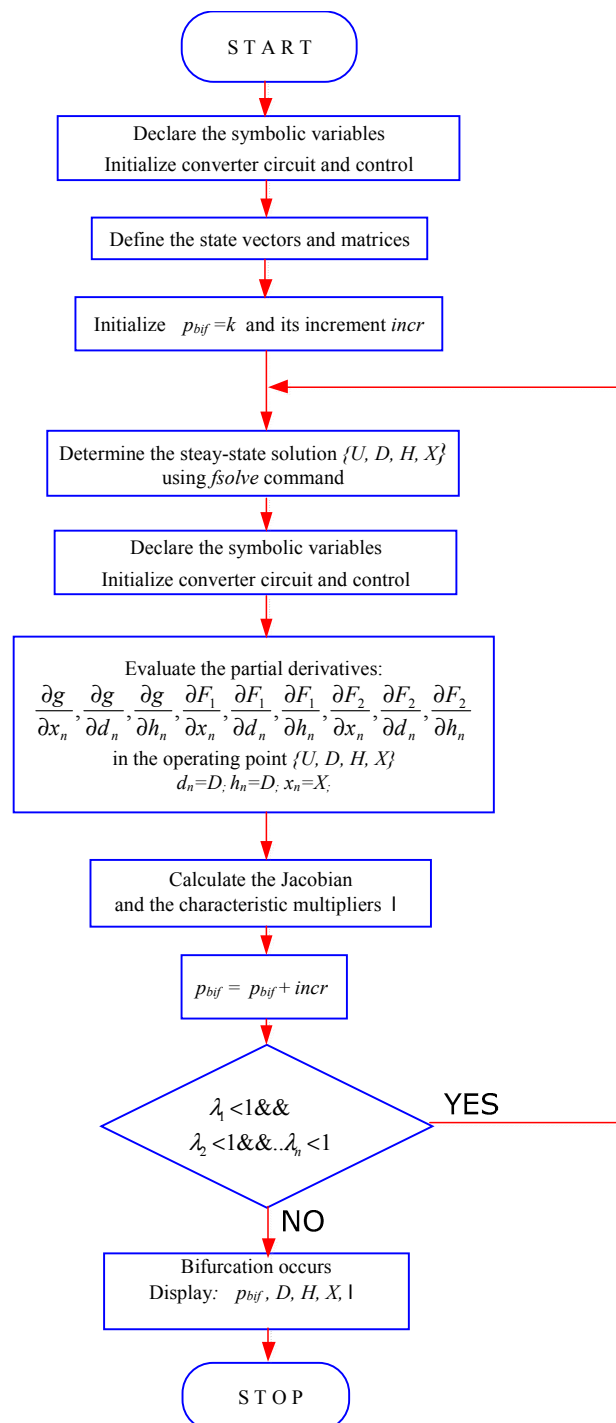 S T A R T
Declare the symbolic variables
Initialize converter circuit and control
Define the state vectors and matrices
Initialize p_bif =k and its increment incr
Determine the steay-state solution {U, D, H, X}
using fsolve command
Declare the symbolic variables
Initialize converter circuit and control
Evaluate the partial derivatives:
∂g/∂x_n, ∂g/∂d_n, ∂g/∂h_n, ∂F_1/∂x_n, ∂F_1/∂d_n, ∂F_1/∂h_n, ∂F_2/∂x_n, ∂F_2/∂d_n, ∂F_2/∂h_n
in the operating point {U, D, H, X}
d_n=D; h_n=D; x_n=X;
Calculate the Jacobian
and the characteristic multipliers l
p_bif = p_bif + incr
λ_1 <1&&
λ_2 <1&&..λ_n <1
YES
NO
Bifurcation occurs
Display: p_bif , D, H, X, l
S T O P